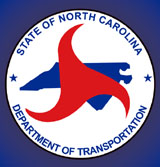 STATE OF NORTH CAROLINA
DEPARTMENT OF TRANSPORTATION